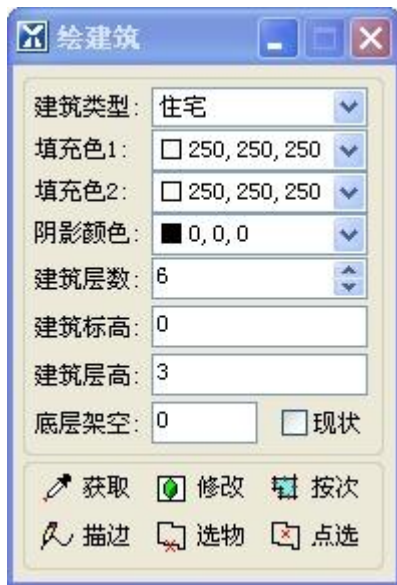 绘建筑
建筑类型: 住宅
填充色1: 250, 250, 250
填充色2: 250, 250, 250
阴影颜色: 0, 0, 0
建筑层数: 6
建筑标高: 0
建筑层高: 3
底层架空: 0 现状
获取 修改 按次
描边 选物 点选